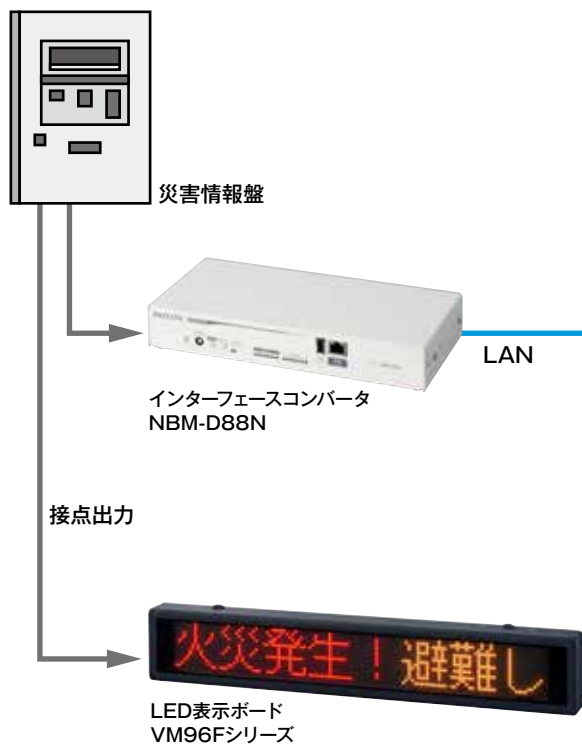 災害情報盤
LAN
インターフェースコンバータ
NBM-D88N
接点出力
火災発生！避難し
LED表示ボード
VM96Fシリーズ